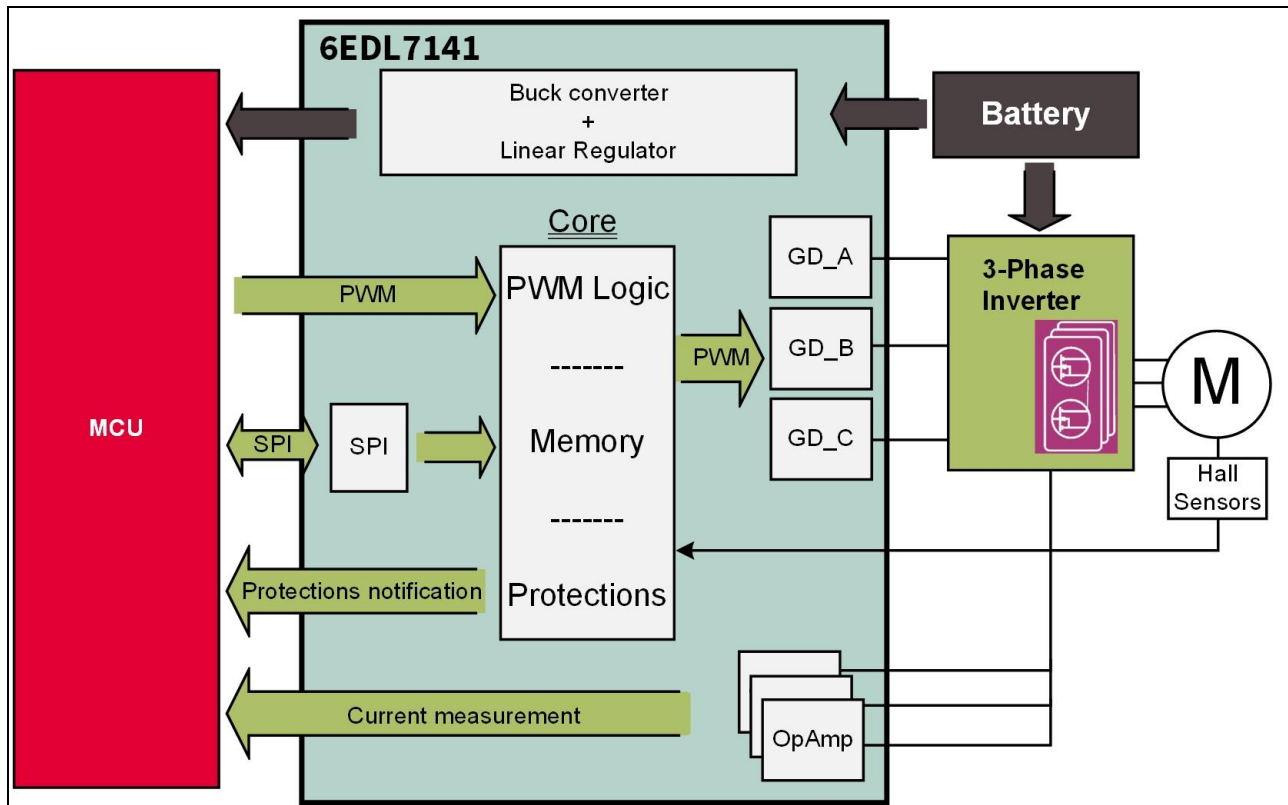 6EDL7141
Buck converter
+
Linear Regulator
Battery
Core
PWM
PWM Logic
-------
Memory
-------
Protections
PWM
GD_A
GD_B
GD_C
3-Phase
Inverter
M
Hall
Sensors
MCU
SPI
SPI
Protections notification
Current measurement
OpAmp